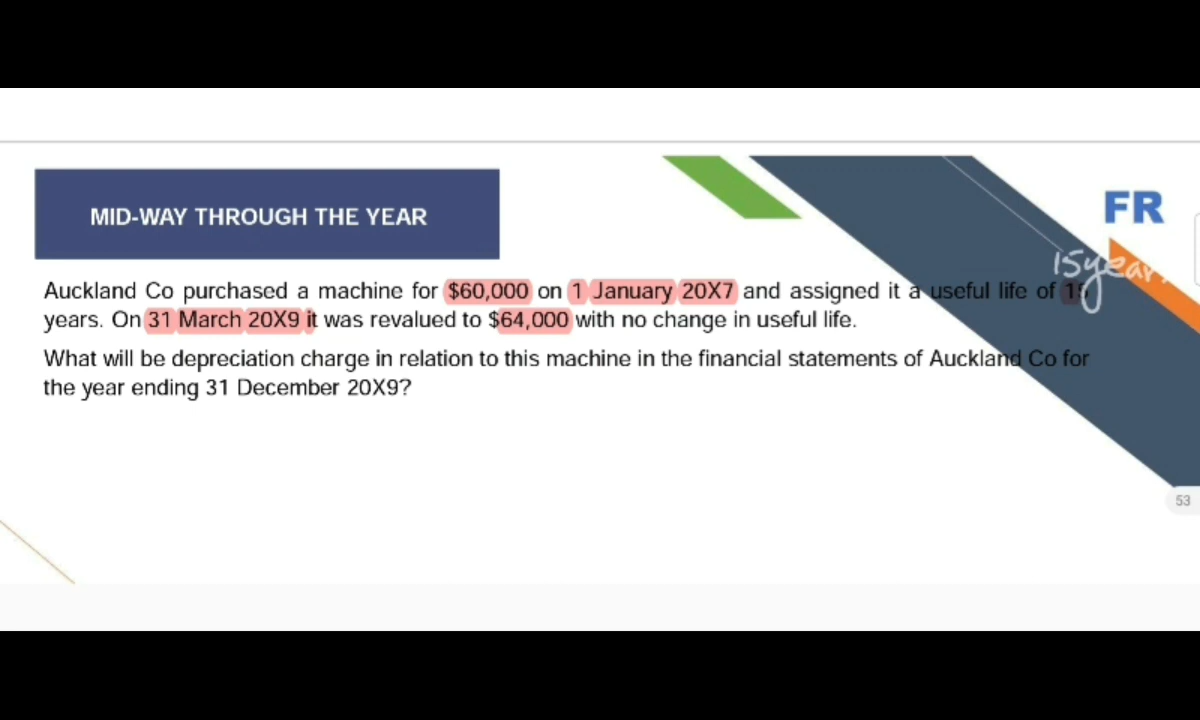 MID-WAY THROUGH THE YEAR
FR
15year
Auckland Co purchased a machine for $60,000 on 1 January 20X7 and assigned it a useful life of 15
years. On 31 March 20X9 it was revalued to $64,000 with no change in useful life.
What will be depreciation charge in relation to this machine in the financial statements of Auckland Co for
the year ending 31 December 20X9?
53